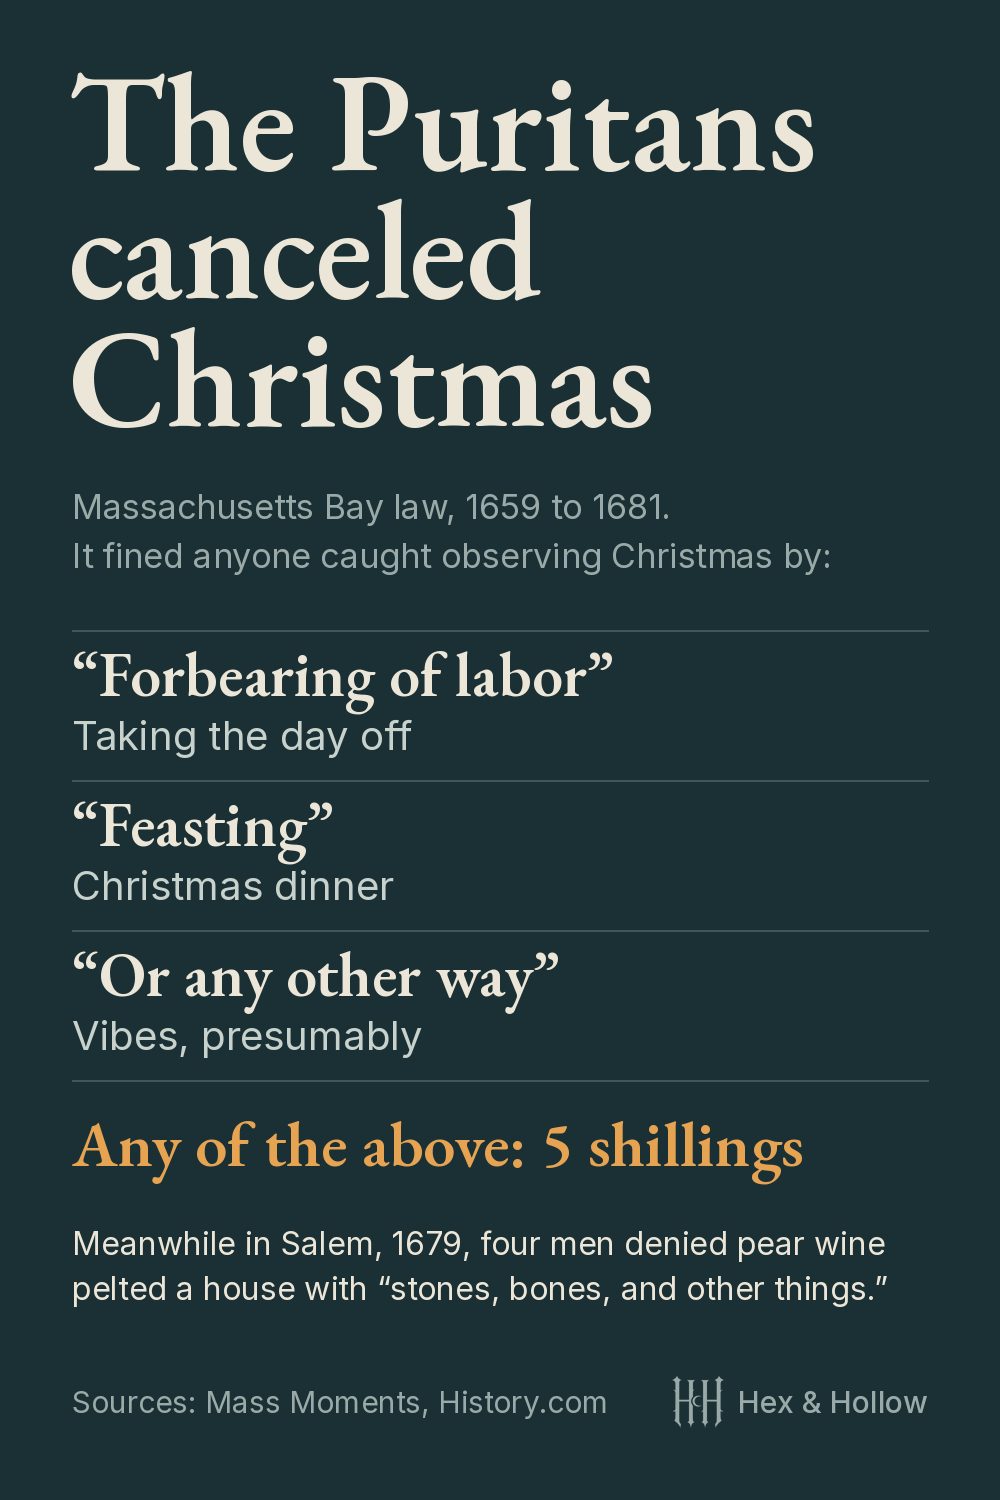 The Puritans
canceled
Christmas
Massachusetts Bay law, 1659 to 1681.
It fined anyone caught observing Christmas by:
“Forbearing of labor”
Taking the day off
“Feasting”
Christmas dinner
“Or any other way”
Vibes, presumably
Any of the above: 5 shillings
Meanwhile in Salem, 1679, four men denied pear wine
pelted a house with “stones, bones, and other things.”
Sources: Mass Moments, History.com
Hex & Hollow